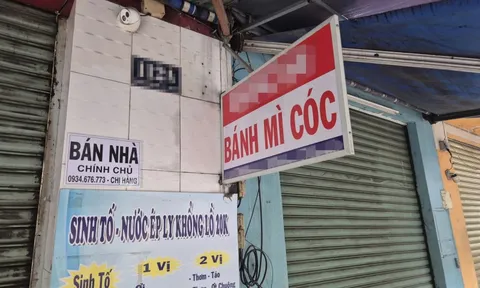 BÁN NHÀ
CHÍNH CHỦ
0934.676.773 - CHỊ HẰNG
BÁNH MÌ CÓC
SINH TỐ - NƯỚC ÉP LY KHỔNG LỒ 20K
Sinh Tố
1 Vị
2 Vị
- Thơm - Táo